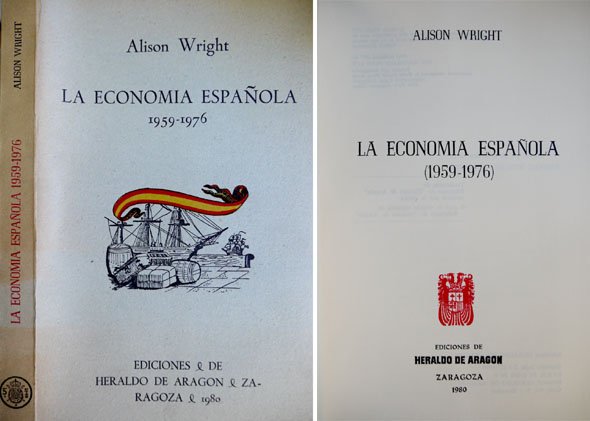 ALISON WRIGHT
LA ECONOMIA ESPAÑOLA 1959-1976
Alison Wright
LA ECONOMIA ESPAÑOLA
1959-1976
EDICIONES & DE
HERALDO DE ARAGON & ZA-
RAGOZA & 1980
ALISON WRIGHT
LA ECONOMIA ESPAÑOLA
(1959-1976)
EDICIONES DE
HERALDO DE ARAGON
ZARAGOZA
1980